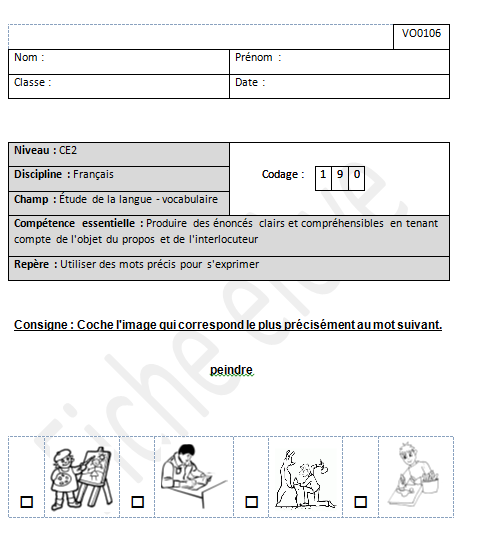 VO0106
Nom :
Prénom :
Classe :
Date :
Niveau : CE2
Discipline : Français
Codage : 1 9 0
Champ : Étude de la langue - vocabulaire
Compétence essentielle : Produire des énoncés clairs et compréhensibles en tenant
compte de l'objet du propos et de l'interlocuteur
Repère : Utiliser des mots précis pour s'exprimer
Consigne : Coche l'image qui correspond le plus précisément au mot suivant.
peindre
Fiche élève